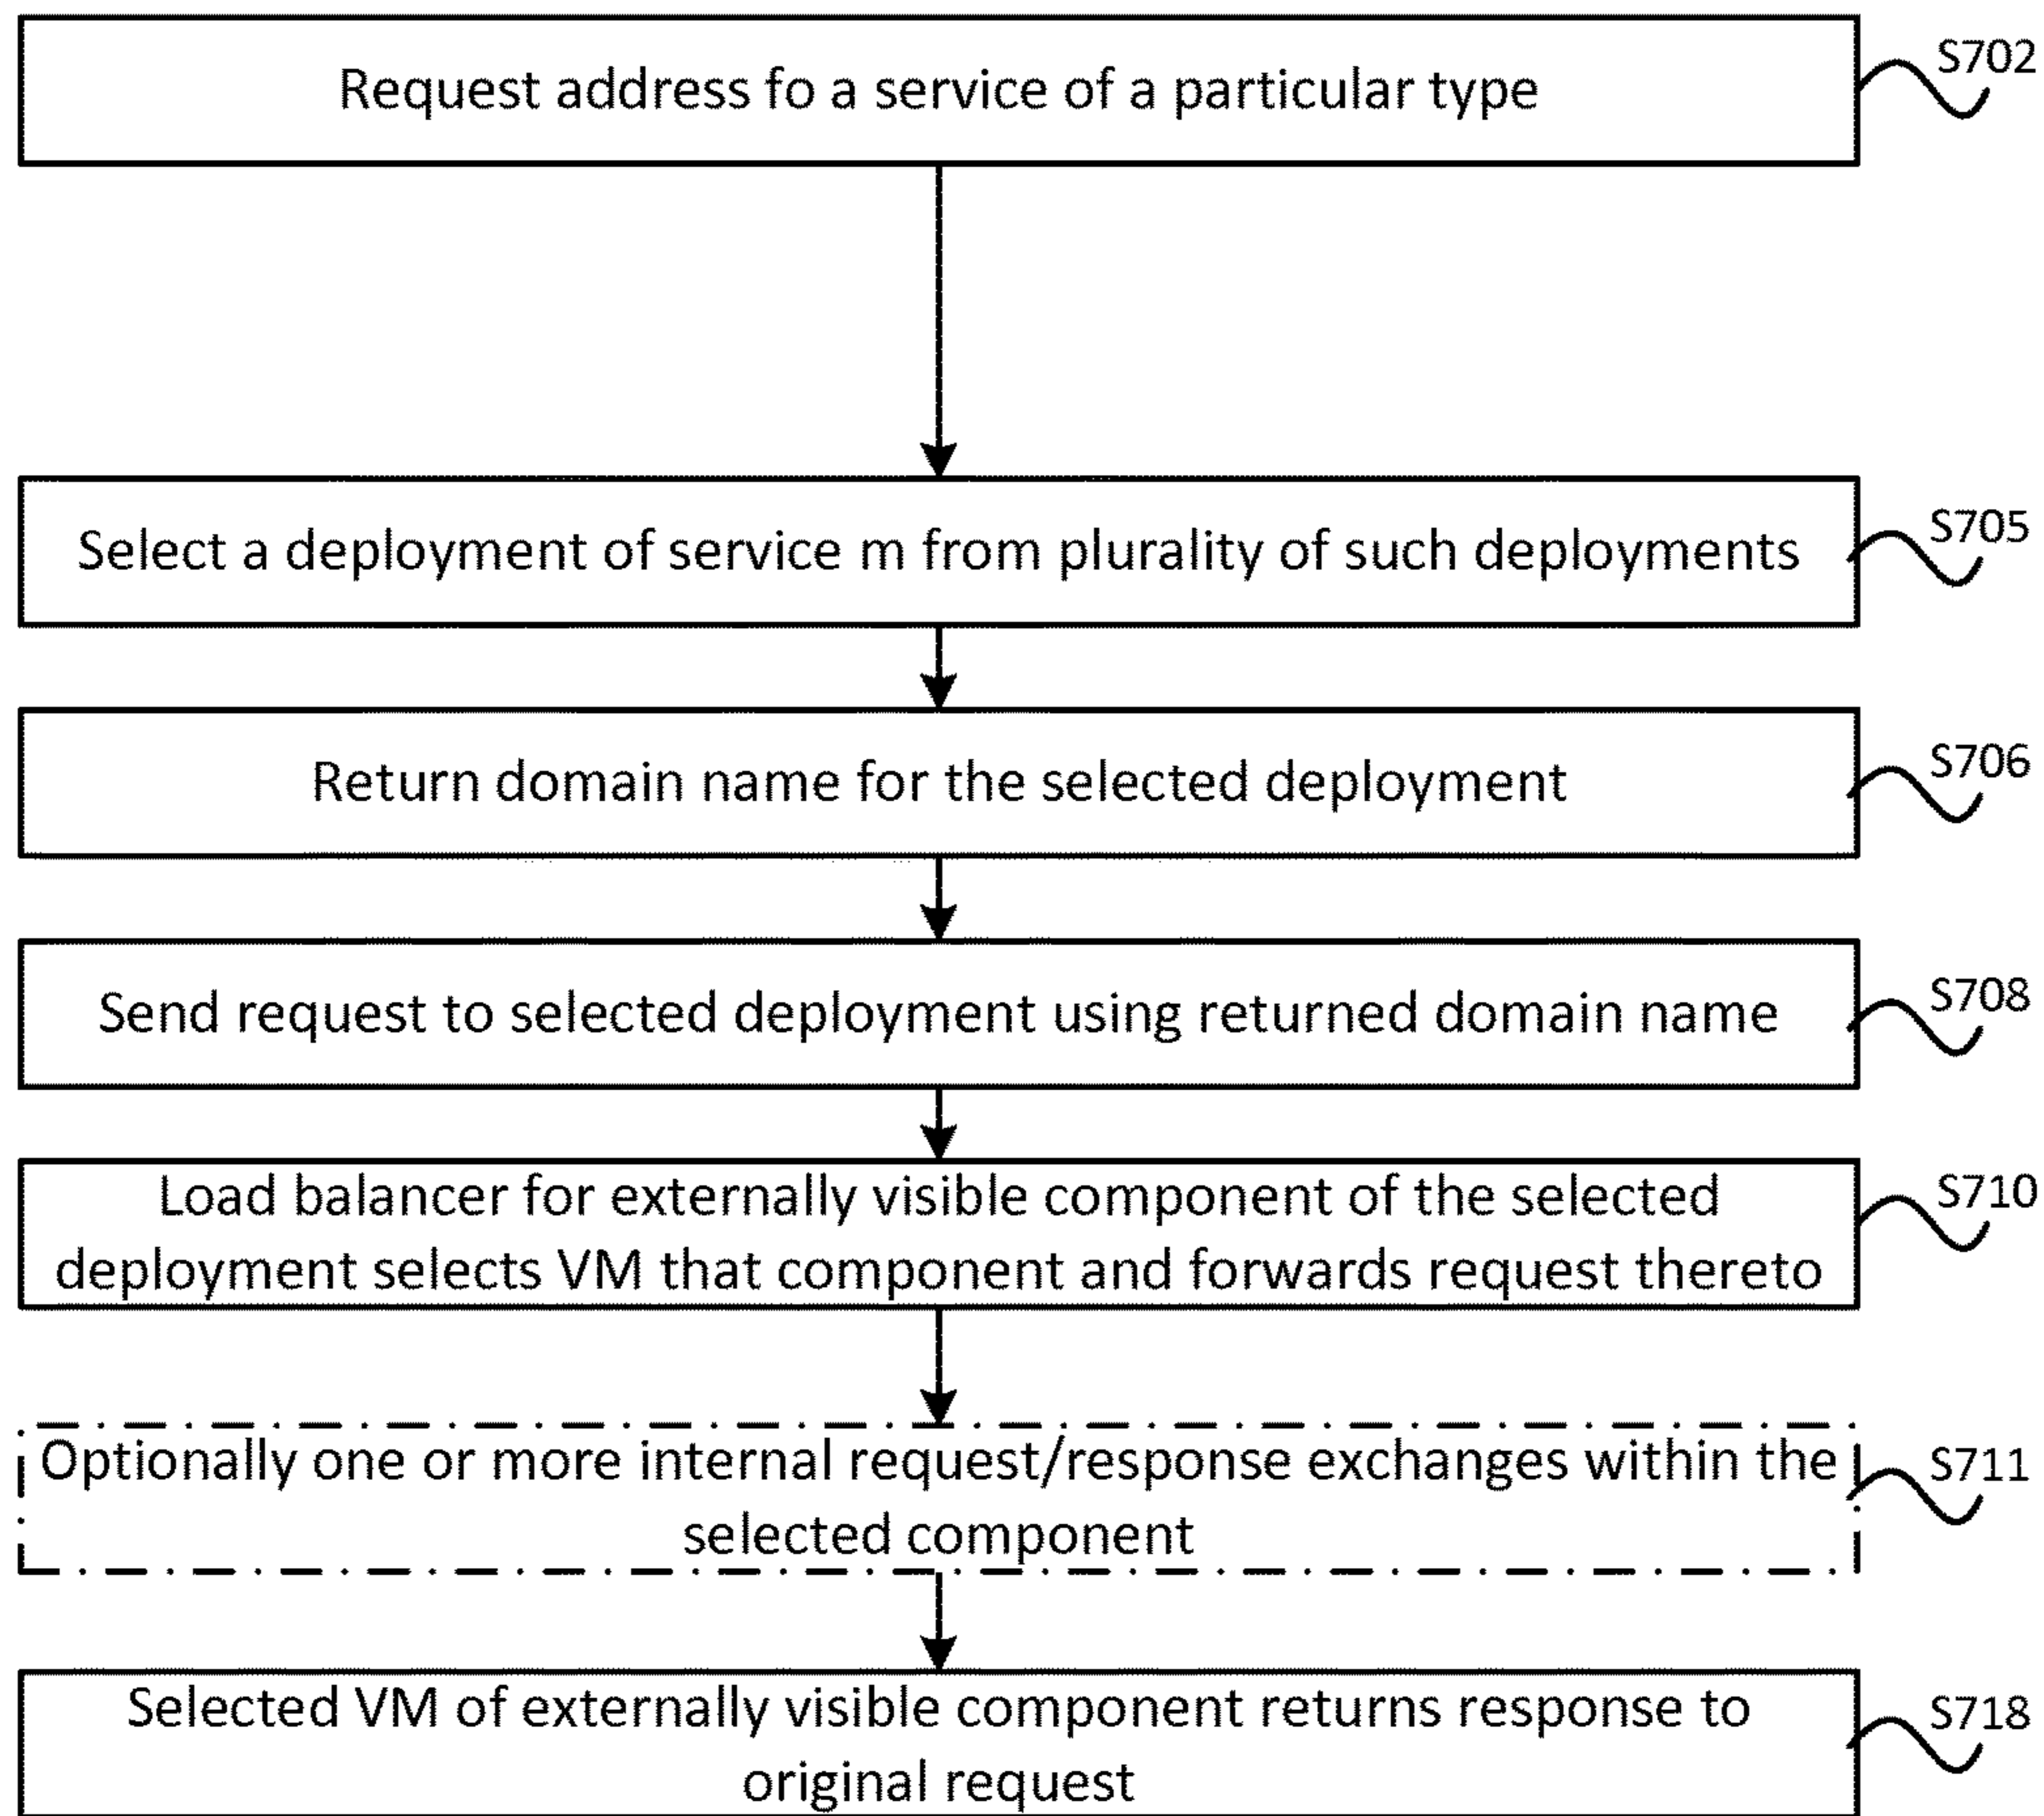 Request address fo a service of a particular type
S702
Select a deployment of service m from plurality of such deployments
S705
Return domain name for the selected deployment
S706
Send request to selected deployment using returned domain name
S708
Load balancer for externally visible component of the selected
deployment selects VM that component and forwards request thereto
S710
Optionally one or more internal request/response exchanges within the
selected component
S711
Selected VM of externally visible component returns response to
original request
S718